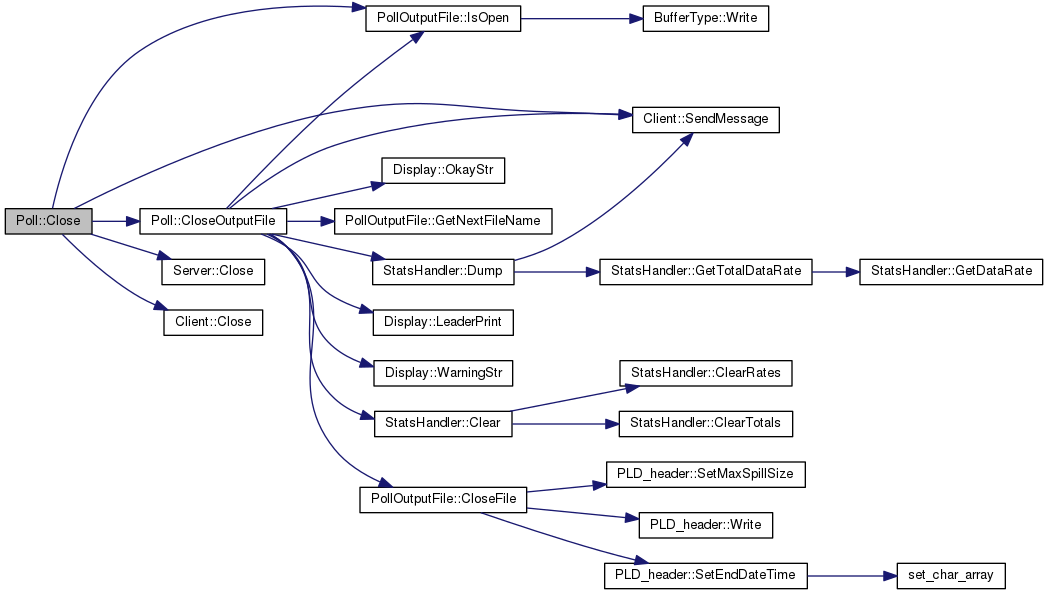 PollOutputFile::IsOpen
BufferType::Write
Client::SendMessage
Display::OkayStr
Poll::Close
Poll::CloseOutputFile
PollOutputFile::GetNextFileName
Server::Close
StatsHandler::Dump
StatsHandler::GetTotalDataRate
StatsHandler::GetDataRate
Client::Close
Display::LeaderPrint
Display::WarningStr
StatsHandler::ClearRates
StatsHandler::Clear
StatsHandler::ClearTotals
PLD_header::SetMaxSpillSize
PollOutputFile::CloseFile
PLD_header::Write
PLD_header::SetEndDateTime
set_char_array